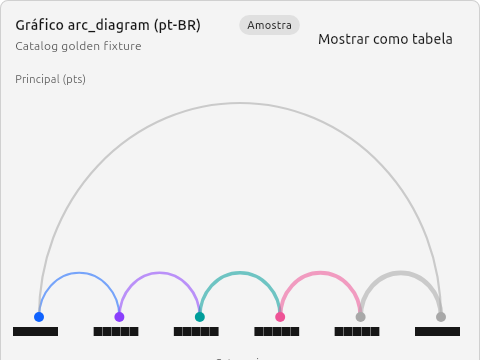 Gráfico arc_diagram (pt-BR)
Amostra
Mostrar como tabela
Catalog golden fixture
Principal (pts)